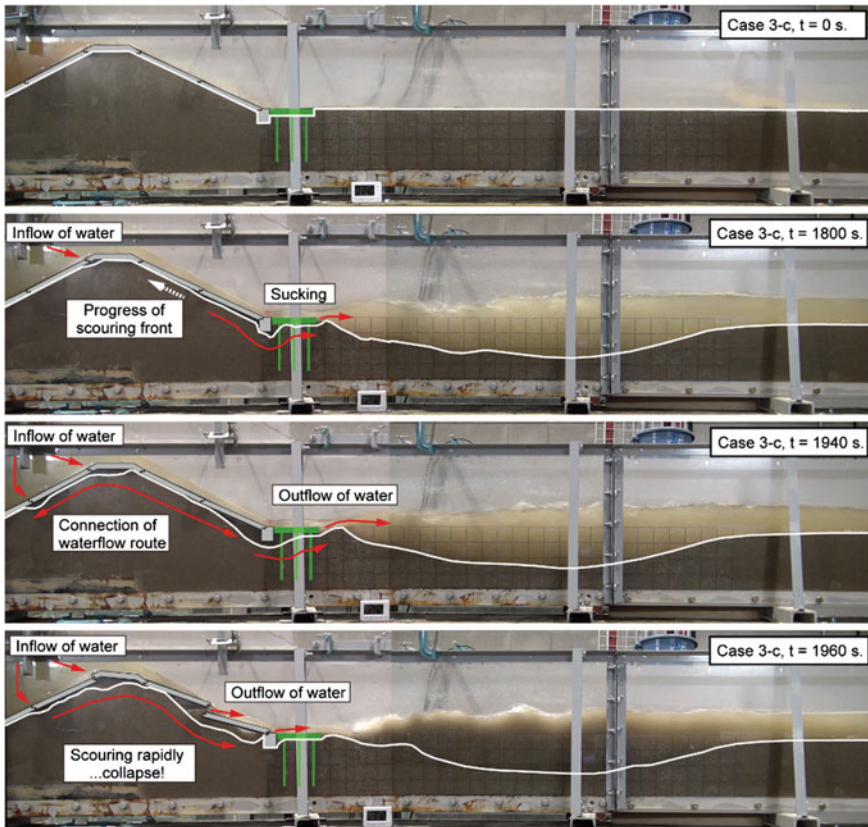 Case 3-c, t = 0 s.
Case 3-c, t = 1800 s.
Inflow of water
Sucking
Progress of
scouring front
Case 3-c, t = 1940 s.
Inflow of water
Outflow of water
Connection of
waterflow route
Case 3-c, t = 1960 s.
Inflow of water
Outflow of water
Scouring rapidly
...collapse!